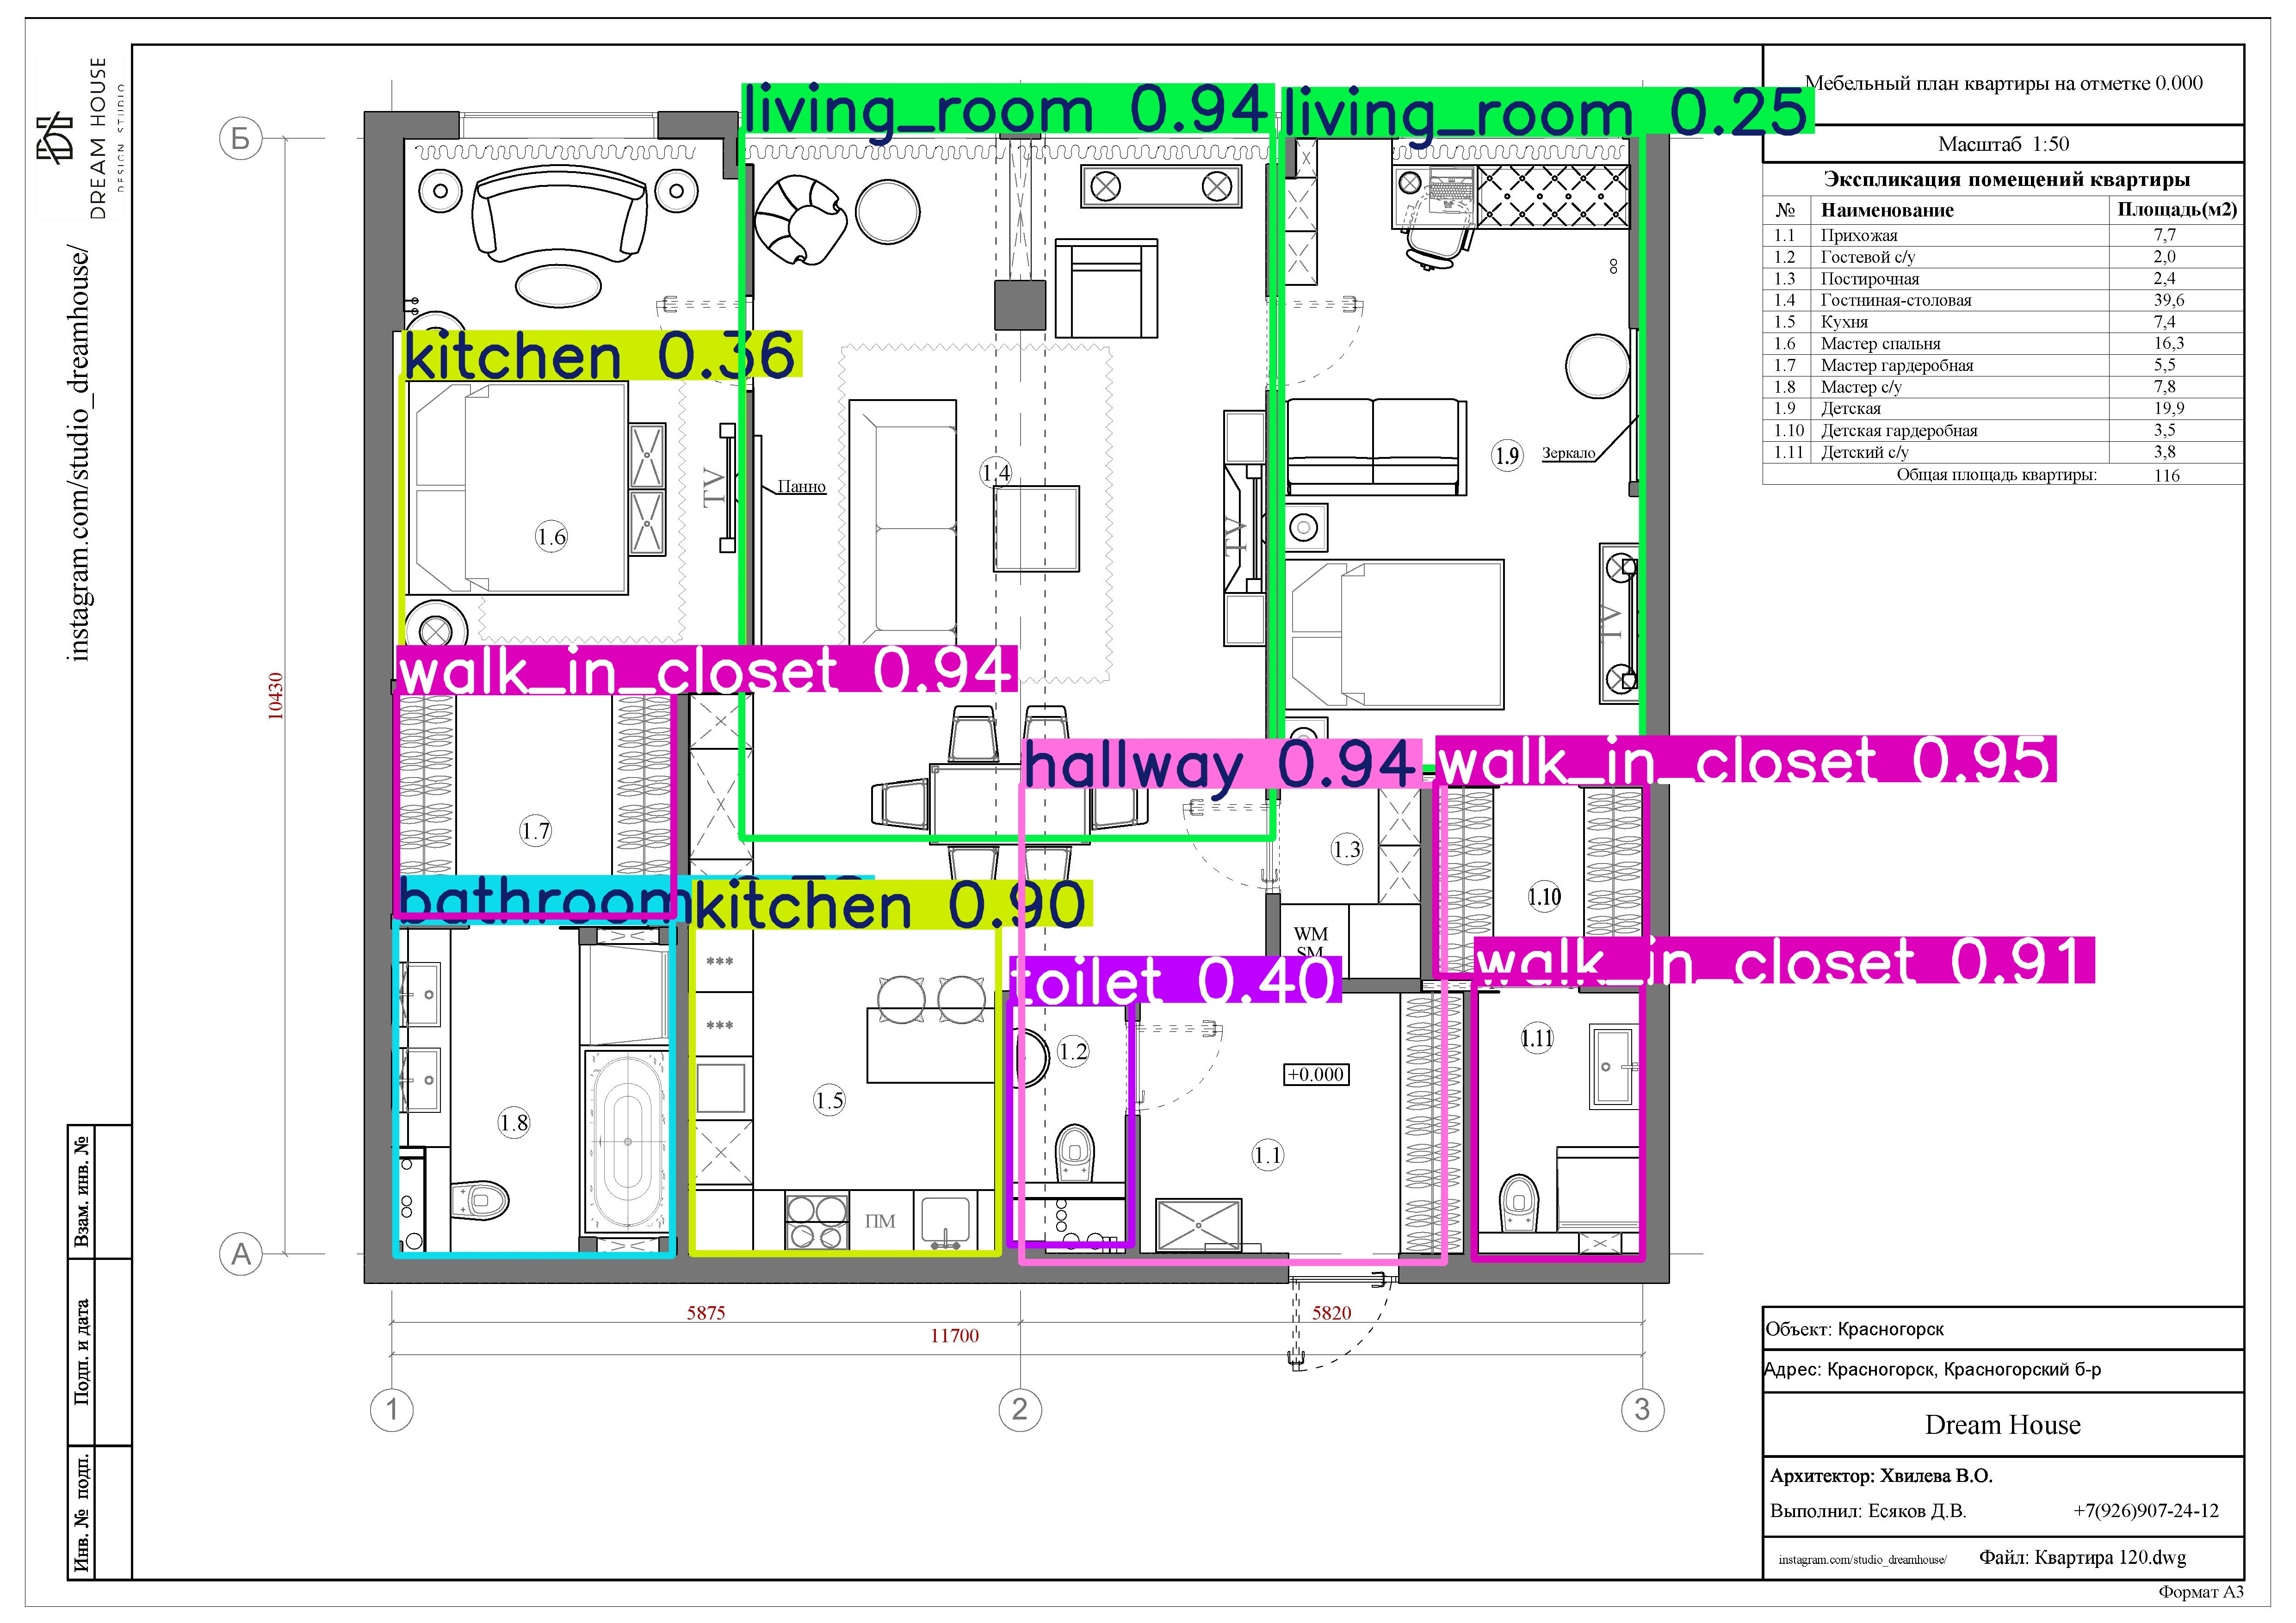 DREAM HOUSE
DESIGN STUDIO
instagram.com/studio_dreamhouse/
Мебельный план квартиры на отметке 0.000
Масштаб 1:50
Экспликация помещений квартиры
№ Наименование Площадь(м2)
1.1 Прихожая 7,7
1.2 Гостевой с/у 2,0
1.3 Постирочная 2,4
1.4 Гостниная-столовая 39,6
1.5 Кухня 7,4
1.6 Мастер спальня 16,3
1.7 Мастер гардеробная 5,5
1.8 Мастер с/у 7,8
1.9 Детская 19,9
1.10 Детская гардеробная 3,5
1.11 Детский с/у 3,8
Общая площадь квартиры: 116
living_room 0.94
living_room 0.25
Б
kitchen 0.36
1.4
1.9
Зеркало
TV
Панно
TV
1.6
TV
walk_in_closet 0.94
10430
hallway 0.94
walk_in_closet 0.95
1.7
1.3
1.10
bathroom
kitchen 0.90
WM
SM
walk_in_closet 0.91
toilet 0.40
***
***
1.2
1.11
+0.000
1.5
1.8
1.1
ПМ
А
5875
5820
11700
1
2
3
Взам. инв. №
Подп. и дата
Инв. № подп.
Объект: Красногорск
Адрес: Красногорск, Красногорский б-р
Dream House
Архитектор: Хвилева В.О.
Выполнил: Есяков Д.В. +7(926)907-24-12
instagram.com/studio_dreamhouse/ Файл: Квартира 120.dwg
Формат А3